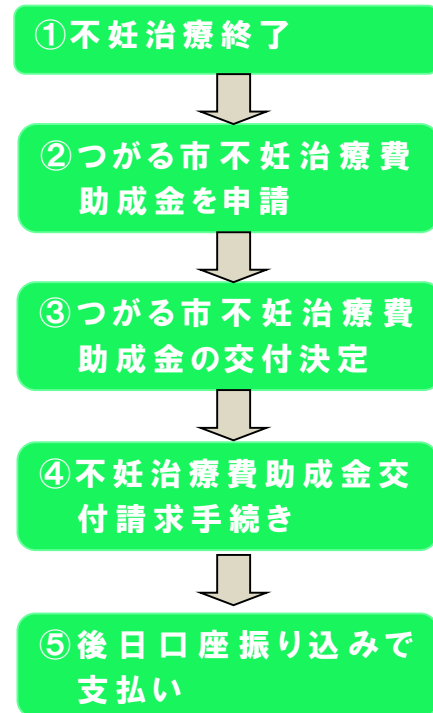 ①不妊治療終了
②つがる市不妊治療費
助成金を申請
③つがる市不妊治療費
助成金の交付決定
④不妊治療費助成金交
付請求手続き
⑤後日口座振り込みで
支払い